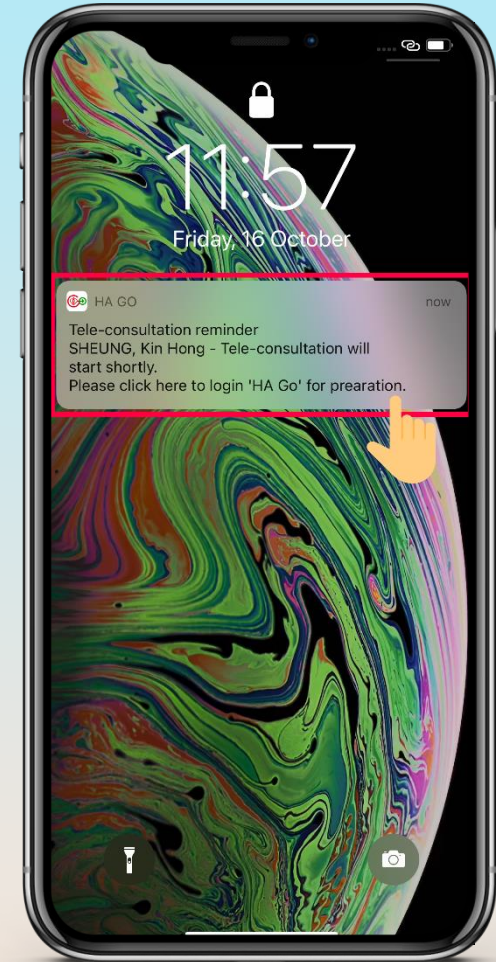 11:57
Friday, 16 October
HA GO now
Tele-consultation reminder
SHEUNG, Kin Hong - Tele-consultation will
start shortly.
Please click here to login 'HA Go' for prearation.